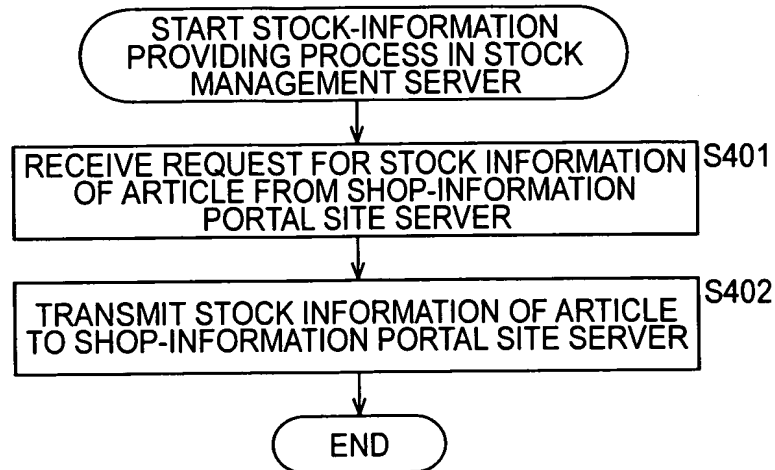 START STOCK-INFORMATION
PROVIDING PROCESS IN STOCK
MANAGEMENT SERVER
RECEIVE REQUEST FOR STOCK INFORMATION
OF ARTICLE FROM SHOP-INFORMATION
PORTAL SITE SERVER
S401
TRANSMIT STOCK INFORMATION OF ARTICLE
TO SHOP-INFORMATION PORTAL SITE SERVER
S402
END